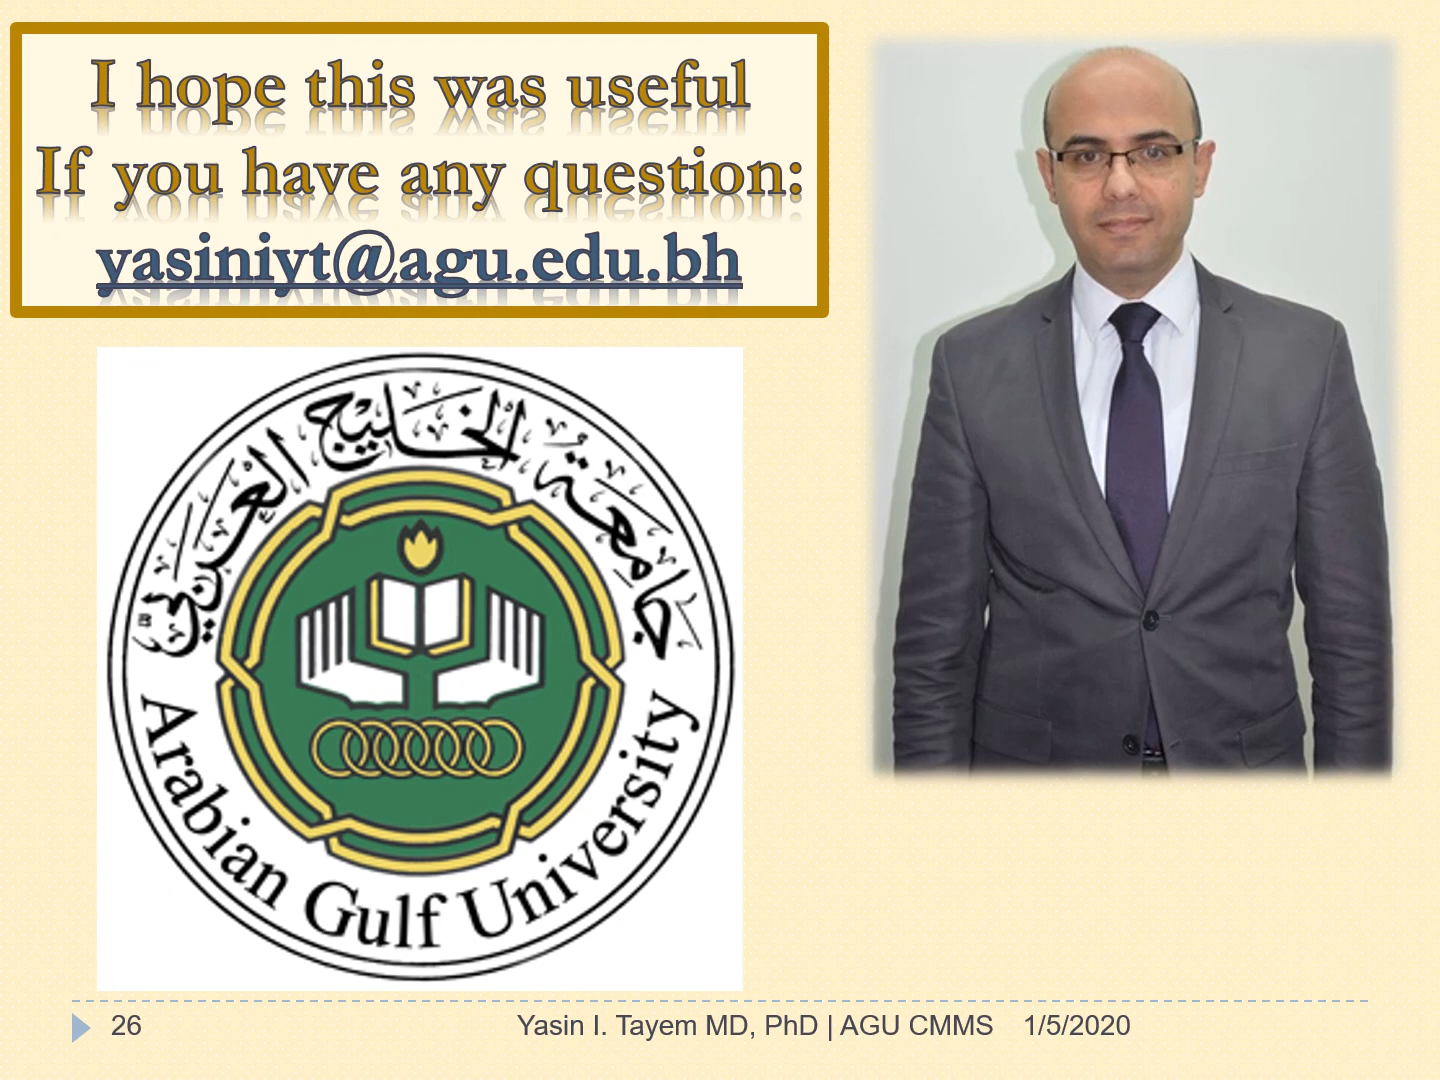 I hope this was useful
If you have any question:
yasiniyt@agu.edu.bh
جامعة الخليج العربي
Arabian Gulf University
26
Yasin I. Tayem MD, PhD | AGU CMMS
1/5/2020